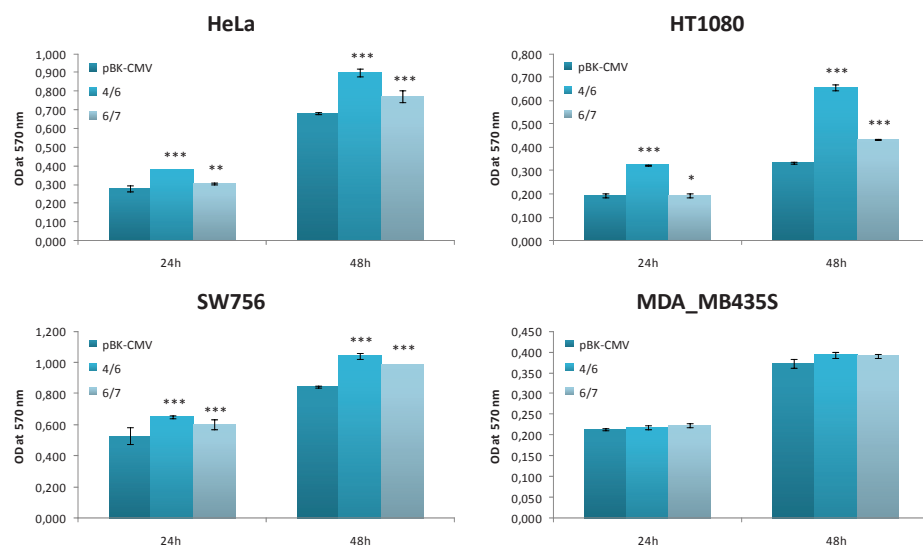 HeLa
OD at 570 nm
1,000
0,900
0,800
0,700
0,600
0,500
0,400
0,300
0,200
0,100
0,000
pBK-CMV
4/6
6/7
***
**
***
***
24h
48h
HT1080
OD at 570 nm
0,800
0,700
0,600
0,500
0,400
0,300
0,200
0,100
0,000
pBK-CMV
4/6
6/7
***
*
***
***
24h
48h
SW756
OD at 570 nm
1,200
1,000
0,800
0,600
0,400
0,200
0,000
pBK-CMV
4/6
6/7
***
***
***
***
24h
48h
MDA_MB435S
OD at 570 nm
0,450
0,400
0,350
0,300
0,250
0,200
0,150
0,100
0,050
0,000
pBK-CMV
4/6
6/7
24h
48h